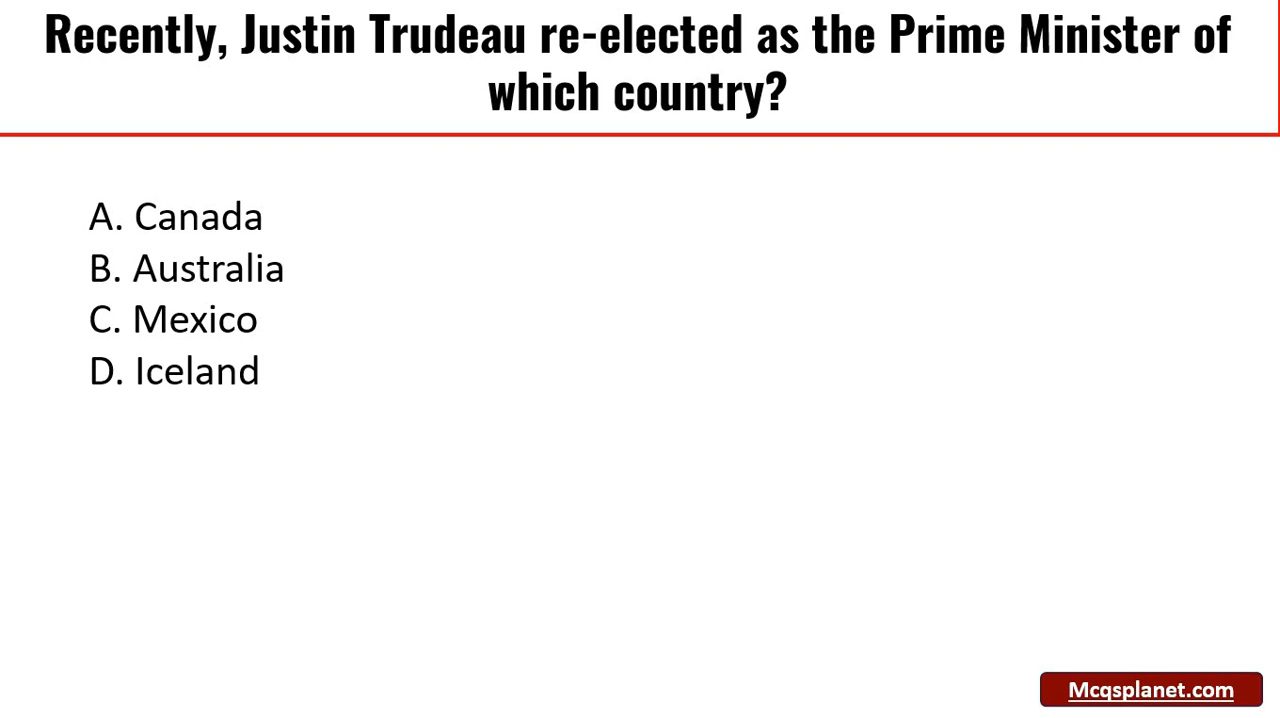 Recently, Justin Trudeau re-elected as the Prime Minister of
which country?
A. Canada
B. Australia
C. Mexico
D. Iceland
Mcqsplanet.com